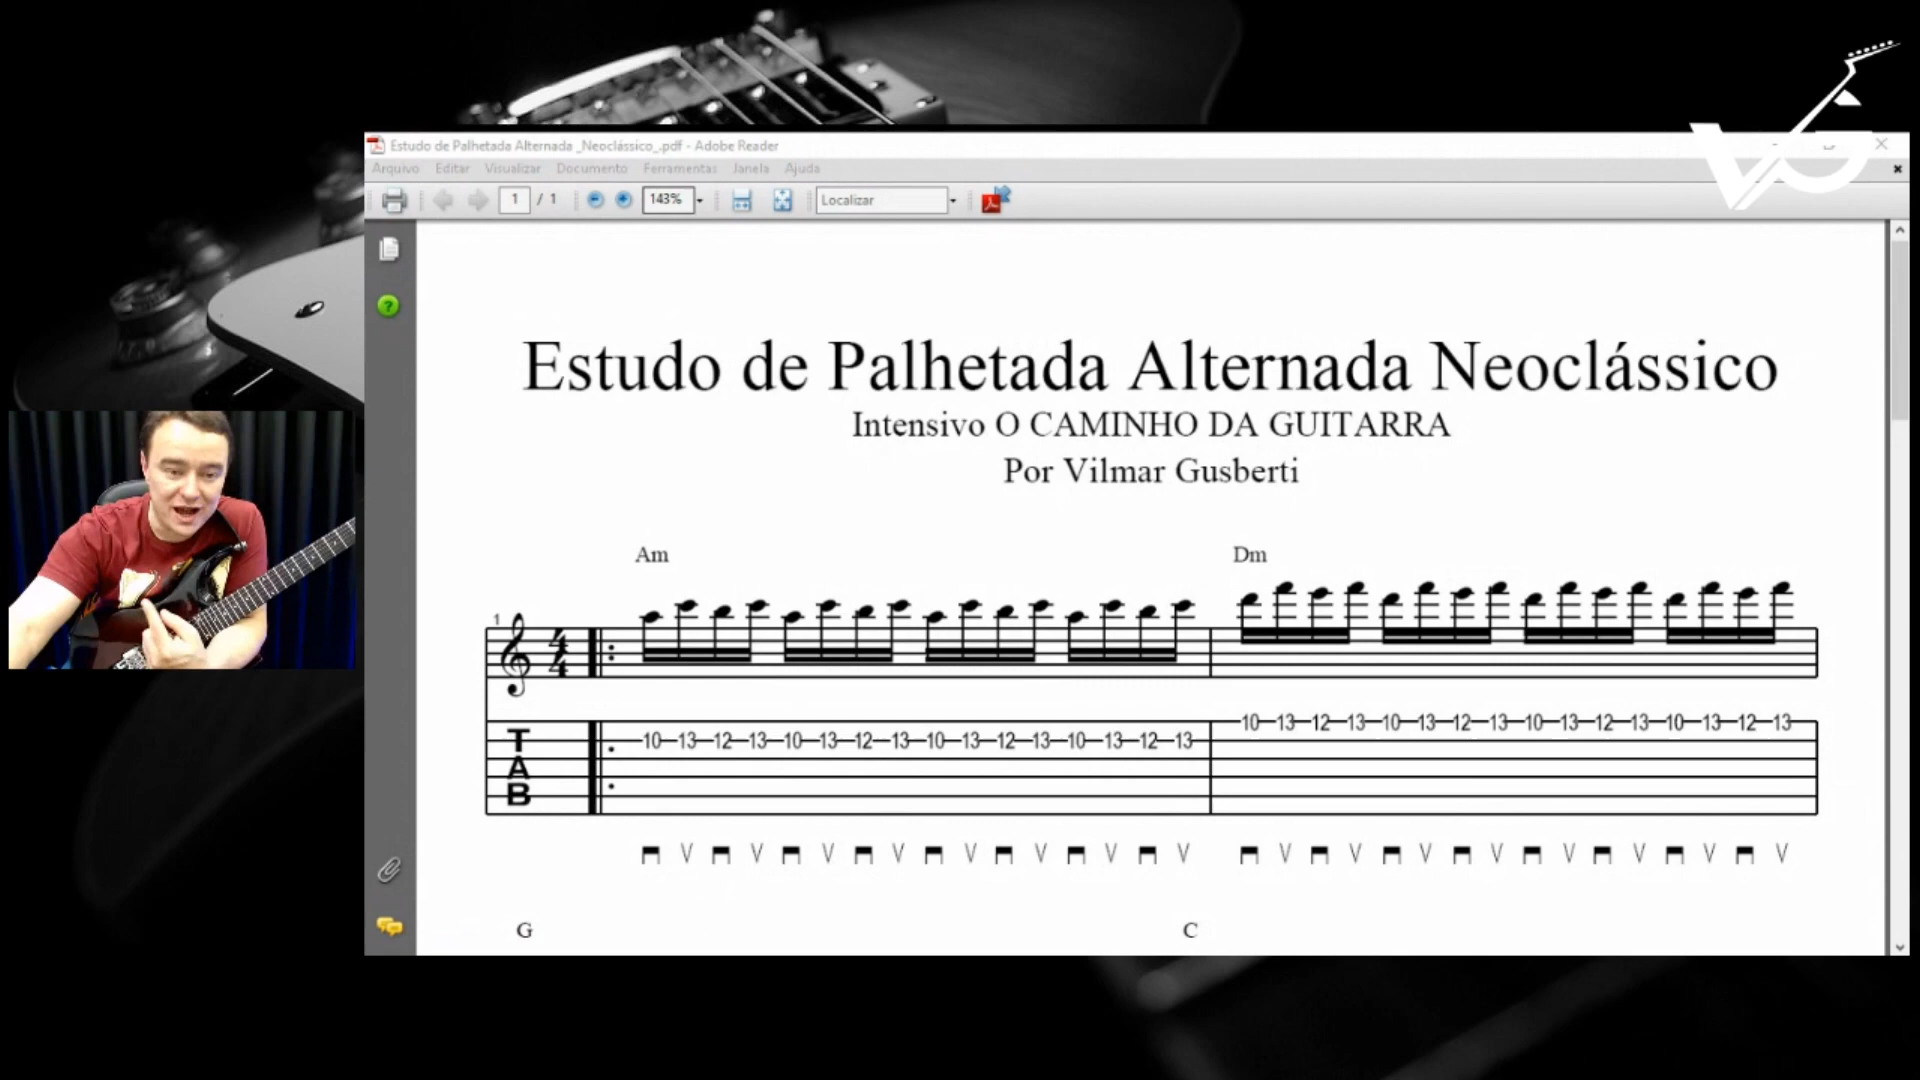 Estudo de Palhetada Alternada _Neoclássico_.pdf - Adobe Reader
Arquivo Editar Visualizar Documento Ferramentas Janela Ajuda
1 / 1 143% Localizar
Estudo de Palhetada Alternada Neoclássico
Intensivo O CAMINHO DA GUITARRA
Por Vilmar Gusberti
Am Dm
1
4
4
10 13 12 13 10 13 12 13 10 13 12 13 10 13 12 13
10 13 12 13 10 13 12 13 10 13 12 13 10 13 12 13
T
A
B
V V V V V V V V V V V V V V V V
G C